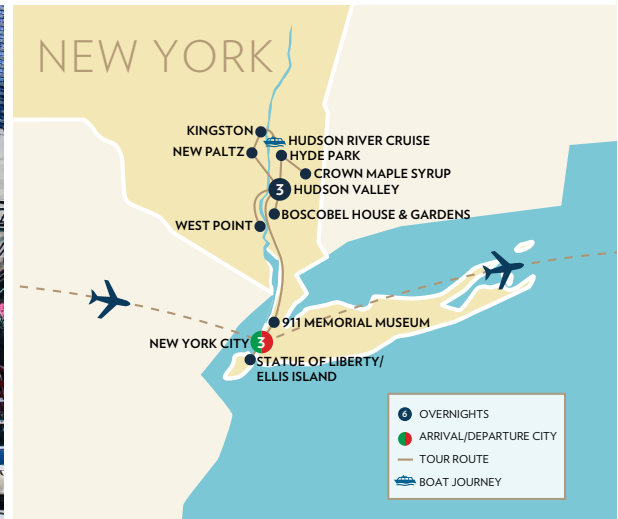 NEW YORK
KINGSTON
HUDSON RIVER CRUISE
NEW PALTZ
HYDE PARK
CROWN MAPLE SYRUP
3
HUDSON VALLEY
BOSCOBEL HOUSE & GARDENS
WEST POINT
911 MEMORIAL MUSEUM
NEW YORK CITY
3
STATUE OF LIBERTY/
ELLIS ISLAND
6 OVERNIGHTS
ARRIVAL/DEPARTURE CITY
TOUR ROUTE
BOAT JOURNEY